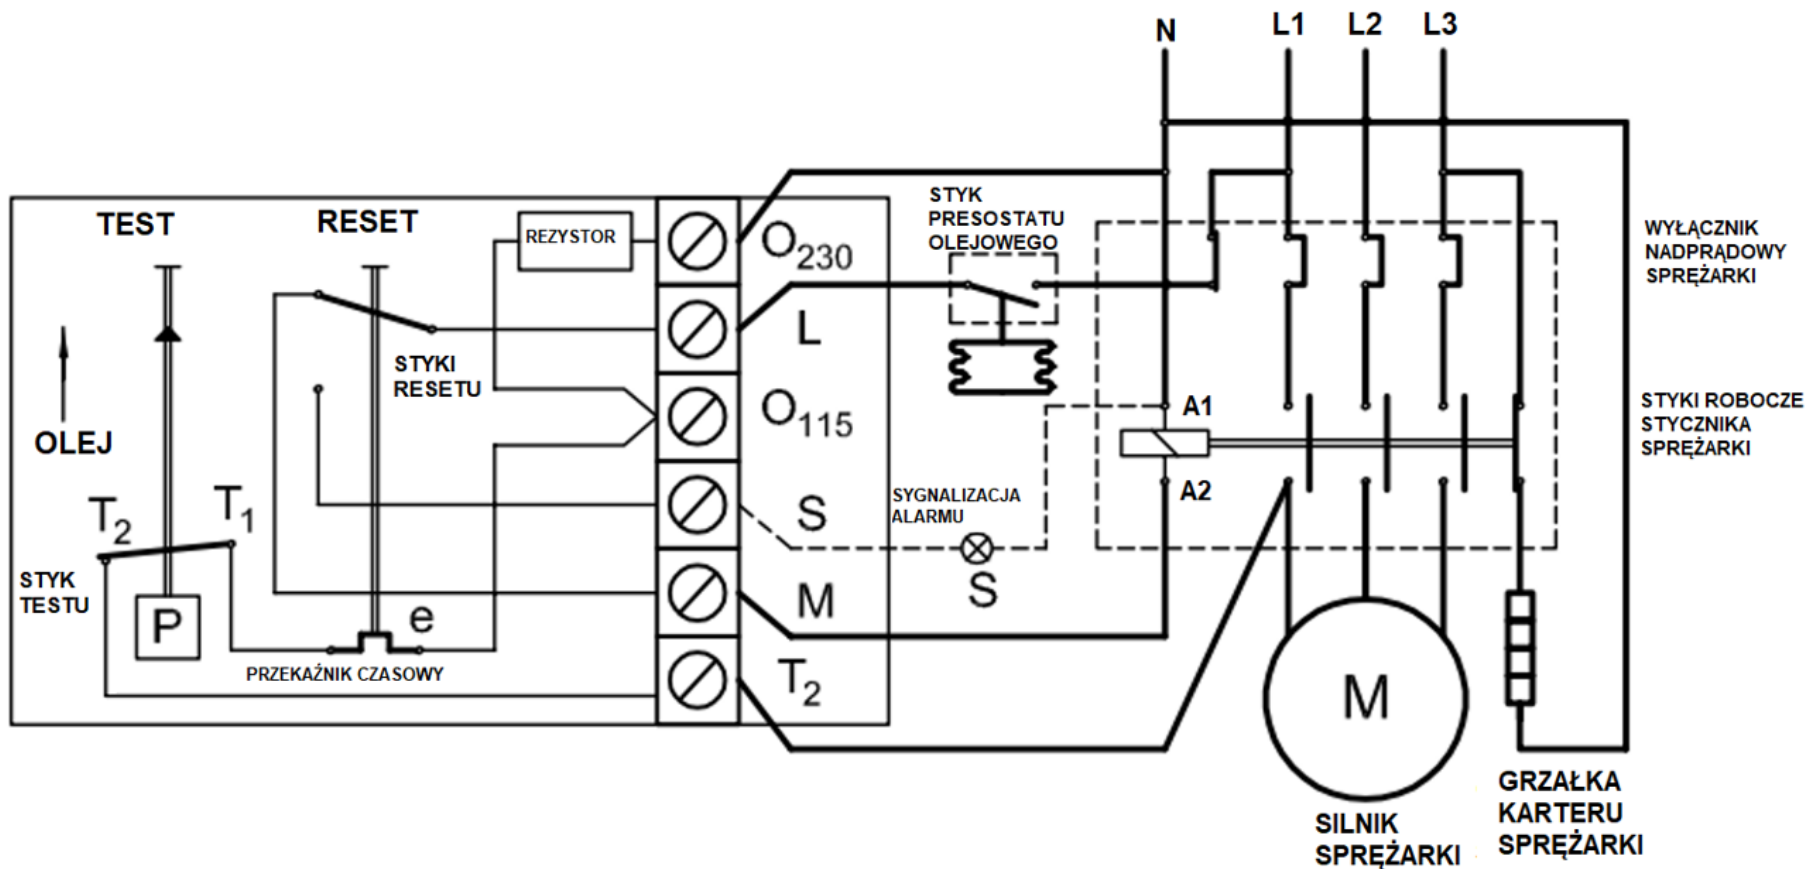 N
L1
L2
L3
TEST
RESET
REZYSTOR
O230
STYK
PRESOSTATU
OLEJOWEGO
WYŁĄCZNIK
NADPRĄDOWY
SPRĘŻARKI
L
STYKI
RESETU
O115
OLEJ
A1
STYKI ROBOCZE
STYCZNIKA
SPRĘŻARKI
A2
T2
T1
S
SYGNALIZACJA
ALARMU
S
STYK
TESTU
P
e
M
PRZEKAŹNIK CZASOWY
T2
M
SILNIK
SPRĘŻARKI
GRZAŁKA
KARTERU
SPRĘŻARKI